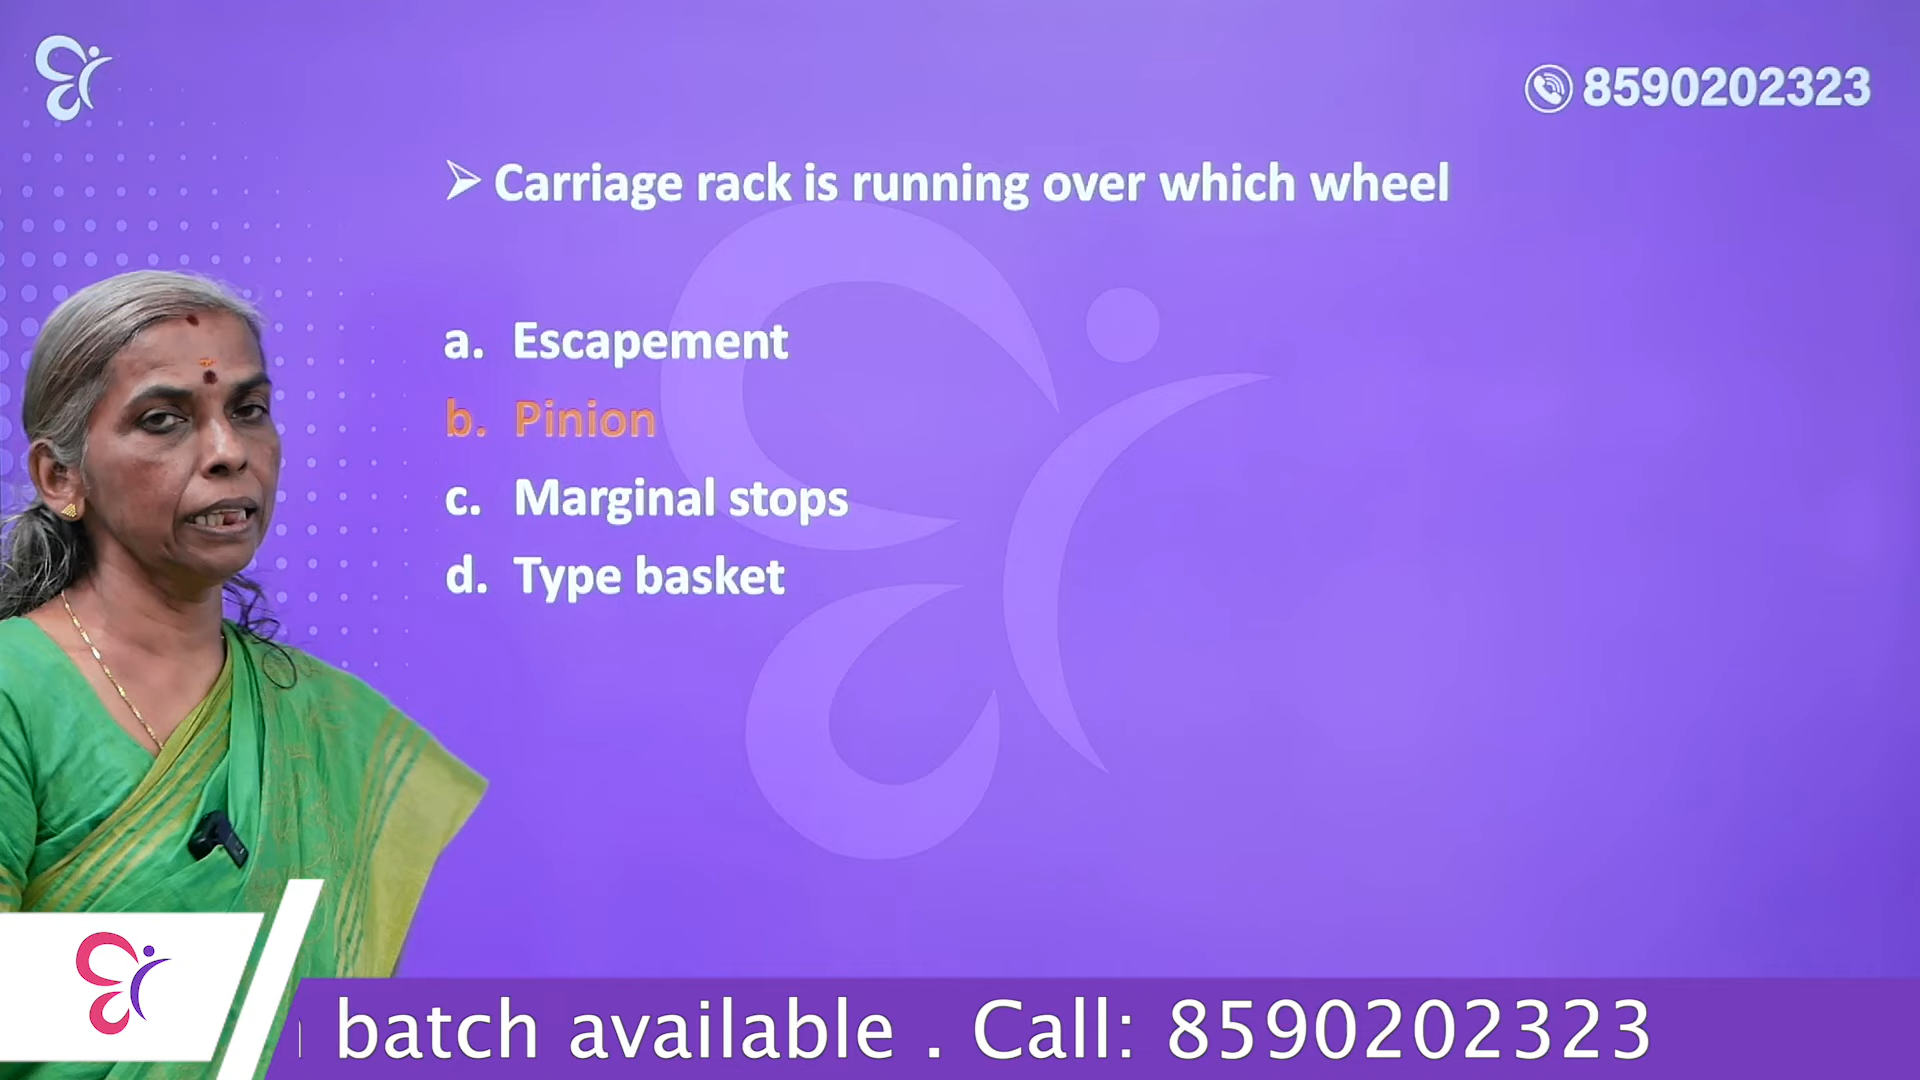 8590202323
➢ Carriage rack is running over which wheel
a. Escapement
b. Pinion
c. Marginal stops
d. Type basket
batch available . Call: 8590202323